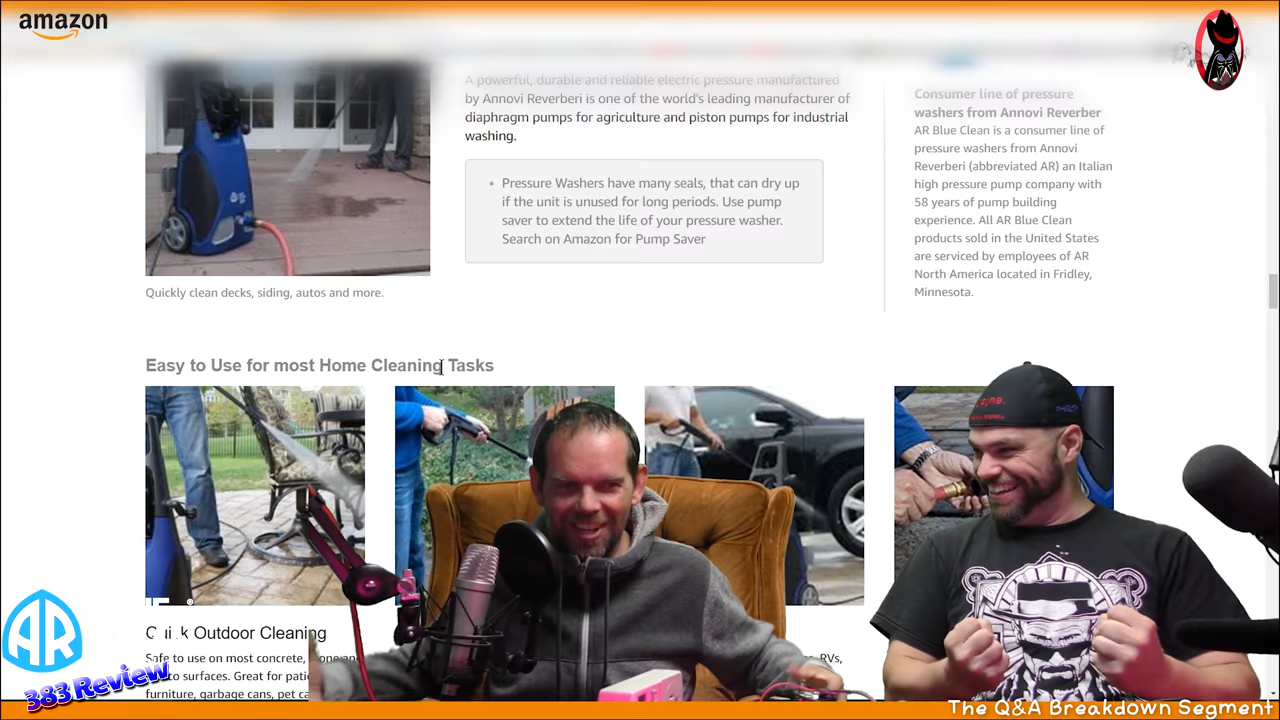 amazon
A powerful, durable and reliable electric pressure manufactured
by Annovi Reverberi is one of the world's leading manufacturer of
diaphragm pumps for agriculture and piston pumps for industrial
washing.
• Pressure Washers have many seals, that can dry up
if the unit is unused for long periods. Use pump
saver to extend the life of your pressure washer.
Search on Amazon for Pump Saver
Consumer line of pressure
washers from Annovi Reverber
AR Blue Clean is a consumer line of
pressure washers from Annovi
Reverberi (abbreviated AR) an Italian
high pressure pump company with
58 years of pump building
experience. All AR Blue Clean
products sold in the United States
are serviced by employees of AR
North America located in Fridley,
Minnesota.
Quickly clean decks, siding, autos and more.
Easy to Use for most Home Cleaning Tasks
Outdoor Cleaning
Safe to use on most concrete,
to surfaces. Great for
furniture, garbage cans, pet
RVs,
AR
383 Review
The Q&A Breakdown Segment